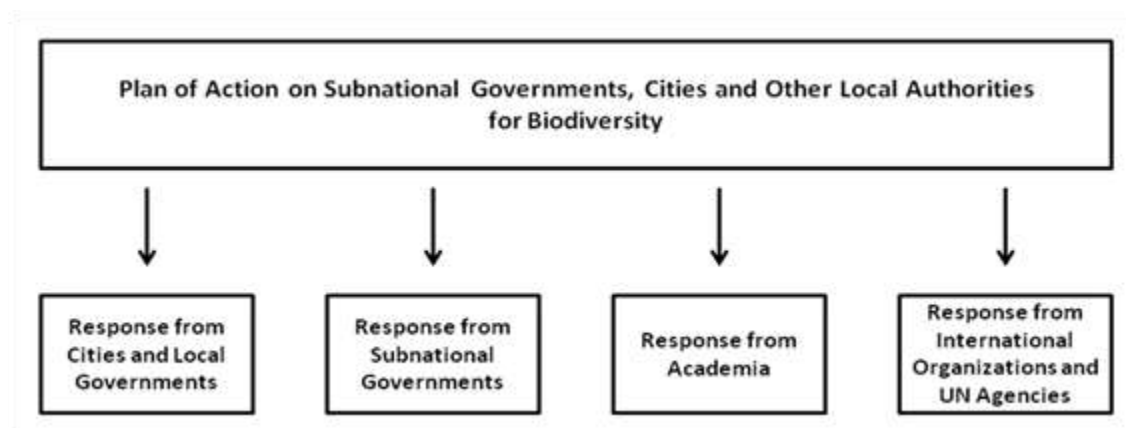 Plan of Action on Subnational Governments, Cities and Other Local Authorities
for Biodiversity
Response from
Cities and Local
Governments
Response from
Subnational
Governments
Response from
Academia
Response from
International
Organizations and
UN Agencies